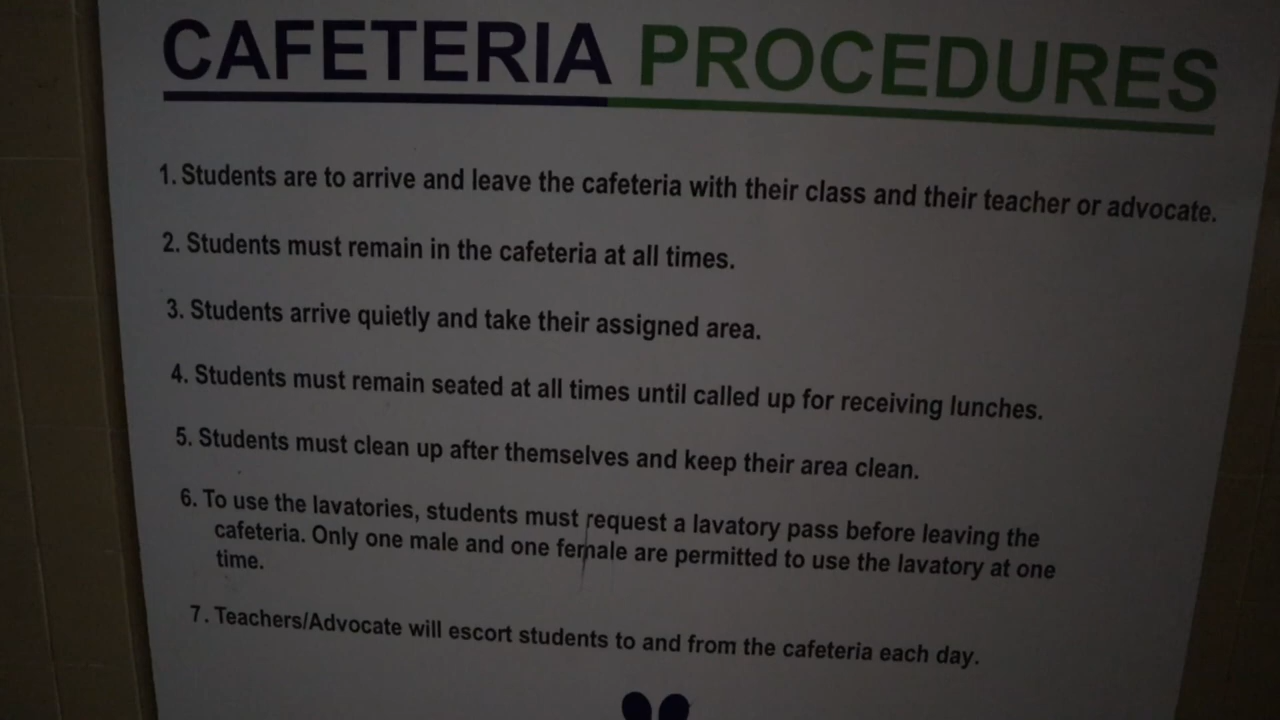 CAFETERIA PROCEDURES
1. Students are to arrive and leave the cafeteria with their class and their teacher or advocate.
2. Students must remain in the cafeteria at all times.
3. Students arrive quietly and take their assigned area.
4. Students must remain seated at all times until called up for receiving lunches.
5. Students must clean up after themselves and keep their area clean.
6. To use the lavatories, students must request a lavatory pass before leaving the
cafeteria. Only one male and one female are permitted to use the lavatory at one
time.
7. Teachers/Advocate will escort students to and from the cafeteria each day.